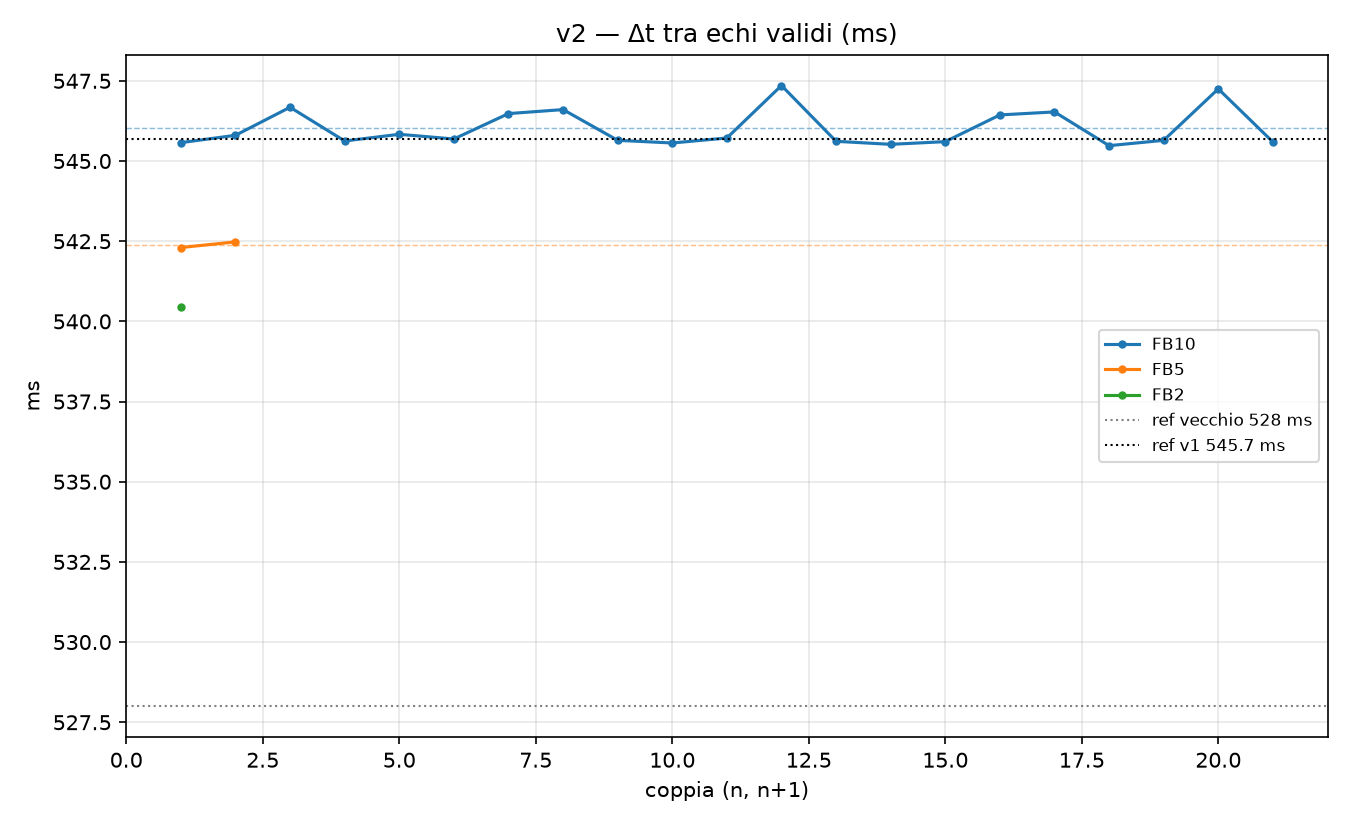 v2 — Δt tra echi validi (ms)
547.5
545.0
542.5
540.0
537.5
535.0
532.5
530.0
527.5
ms
FB10
FB5
FB2
ref vecchio 528 ms
ref v1 545.7 ms
0.0 2.5 5.0 7.5 10.0 12.5 15.0 17.5 20.0
coppia (n, n+1)